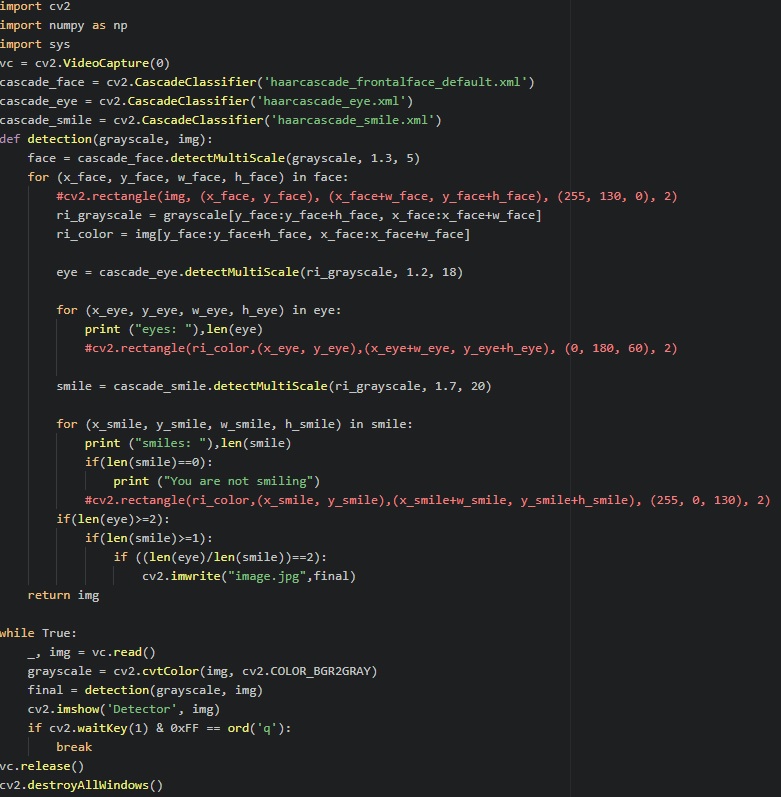 import cv2
import numpy as np
import sys
vc = cv2.VideoCapture(0)
cascade_face = cv2.CascadeClassifier('haarcascade_frontalface_default.xml')
cascade_eye = cv2.CascadeClassifier('haarcascade_eye.xml')
cascade_smile = cv2.CascadeClassifier('haarcascade_smile.xml')
def detection(grayscale, img):
    face = cascade_face.detectMultiScale(grayscale, 1.3, 5)
    for (x_face, y_face, w_face, h_face) in face:
        #cv2.rectangle(img, (x_face, y_face), (x_face+w_face, y_face+h_face), (255, 130, 0), 2)
        ri_grayscale = grayscale[y_face:y_face+h_face, x_face:x_face+w_face]
        ri_color = img[y_face:y_face+h_face, x_face:x_face+w_face]
        eye = cascade_eye.detectMultiScale(ri_grayscale, 1.2, 18)
        for (x_eye, y_eye, w_eye, h_eye) in eye:
            print ("eyes: "),len(eye)
            #cv2.rectangle(ri_color,(x_eye, y_eye),(x_eye+w_eye, y_eye+h_eye), (0, 180, 60), 2)
        smile = cascade_smile.detectMultiScale(ri_grayscale, 1.7, 20)
        for (x_smile, y_smile, w_smile, h_smile) in smile:
            print ("smiles: "),len(smile)
            if(len(smile)==0):
                print ("You are not smiling")
            #cv2.rectangle(ri_color,(x_smile, y_smile),(x_smile+w_smile, y_smile+h_smile), (255, 0, 130), 2)
        if(len(eye)>=2):
            if(len(smile)>=1):
                if ((len(eye)/len(smile))==2):
                    cv2.imwrite("image.jpg",final)
    return img
while True:
    _, img = vc.read()
    grayscale = cv2.cvtColor(img, cv2.COLOR_BGR2GRAY)
    final = detection(grayscale, img)
    cv2.imshow('Detector', img)
    if cv2.waitKey(1) & 0xFF == ord('q'):
        break
vc.release()
cv2.destroyAllWindows()